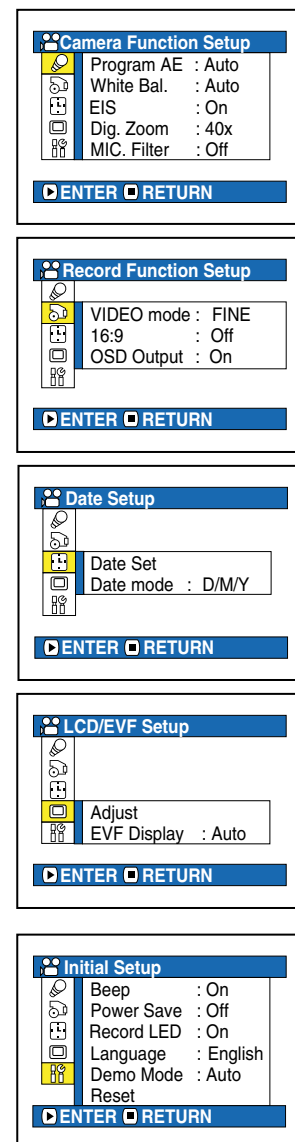 Camera Function Setup
Program AE : Auto
White Bal. : Auto
EIS : On
Dig. Zoom : 40x
MIC. Filter : Off
ENTER RETURN
Record Function Setup
VIDEO mode : FINE
16:9 : Off
OSD Output : On
ENTER RETURN
Date Setup
Date Set
Date mode : D/M/Y
ENTER RETURN
LCD/EVF Setup
Adjust
EVF Display : Auto
ENTER RETURN
Initial Setup
Beep : On
Power Save : Off
Record LED : On
Language : English
Demo Mode : Auto
Reset
ENTER RETURN